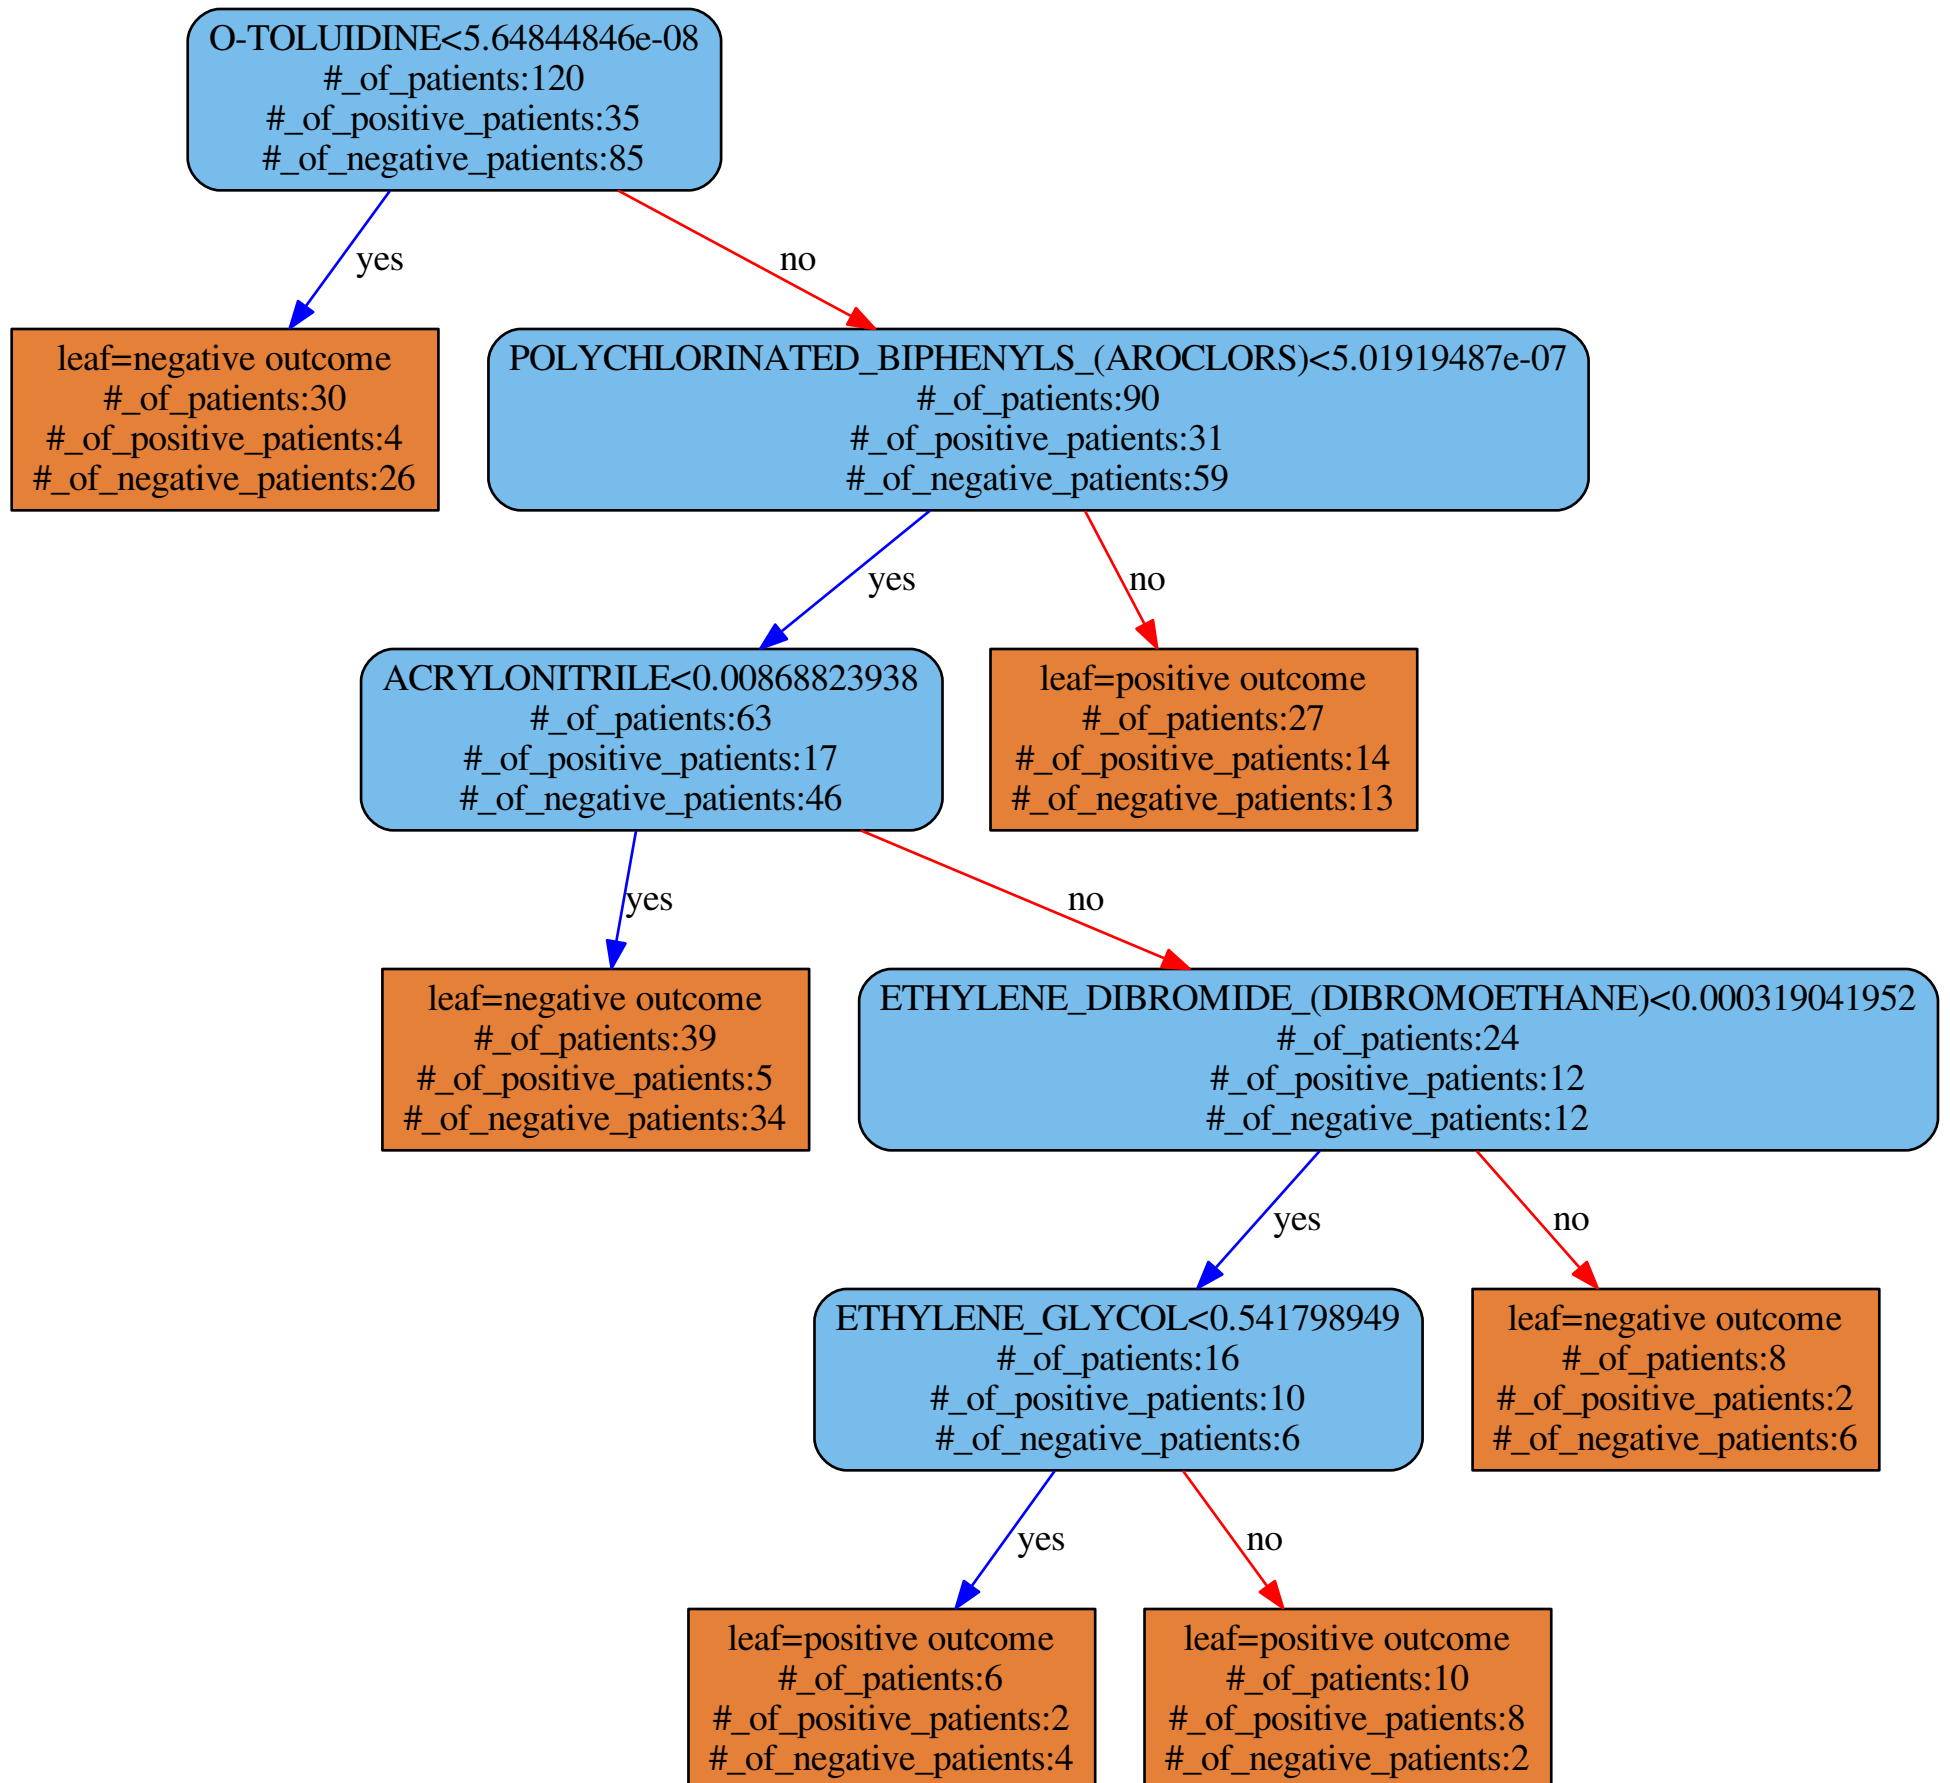 O-TOLUIDINE<5.64844846e-08
#_of_patients:120
#_of_positive_patients:35
#_of_negative_patients:85
yes
no
leaf=negative outcome
#_of_patients:30
#_of_positive_patients:4
#_of_negative_patients:26
POLYCHLORINATED_BIPHENYLS_(AROCLORS)<5.01919487e-07
#_of_patients:90
#_of_positive_patients:31
#_of_negative_patients:59
yes
no
ACRYLONITRILE<0.00868823938
#_of_patients:63
#_of_positive_patients:17
#_of_negative_patients:46
leaf=positive outcome
#_of_patients:27
#_of_positive_patients:14
#_of_negative_patients:13
yes
no
leaf=negative outcome
#_of_patients:39
#_of_positive_patients:5
#_of_negative_patients:34
ETHYLENE_DIBROMIDE_(DIBROMOETHANE)<0.000319041952
#_of_patients:24
#_of_positive_patients:12
#_of_negative_patients:12
yes
no
ETHYLENE_GLYCOL<0.541798949
#_of_patients:16
#_of_positive_patients:10
#_of_negative_patients:6
leaf=negative outcome
#_of_patients:8
#_of_positive_patients:2
#_of_negative_patients:6
yes
no
leaf=positive outcome
#_of_patients:6
#_of_positive_patients:2
#_of_negative_patients:4
leaf=positive outcome
#_of_patients:10
#_of_positive_patients:8
#_of_negative_patients:2